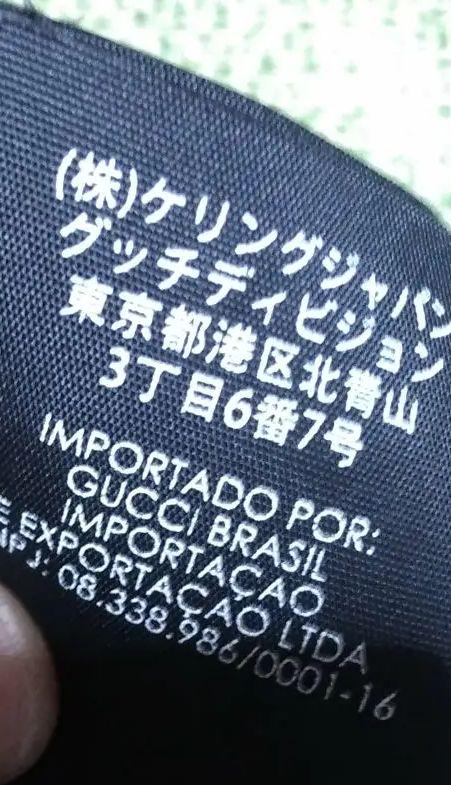 (株)ケリングジャパン
グッチディビジョン
東京都港区北青山
3丁目6番7号
IMPORTADO POR:
GUCCI BRASIL
IMPORTAÇAO
E EXPORTAÇAO LTDA
08.338.986/0001-16